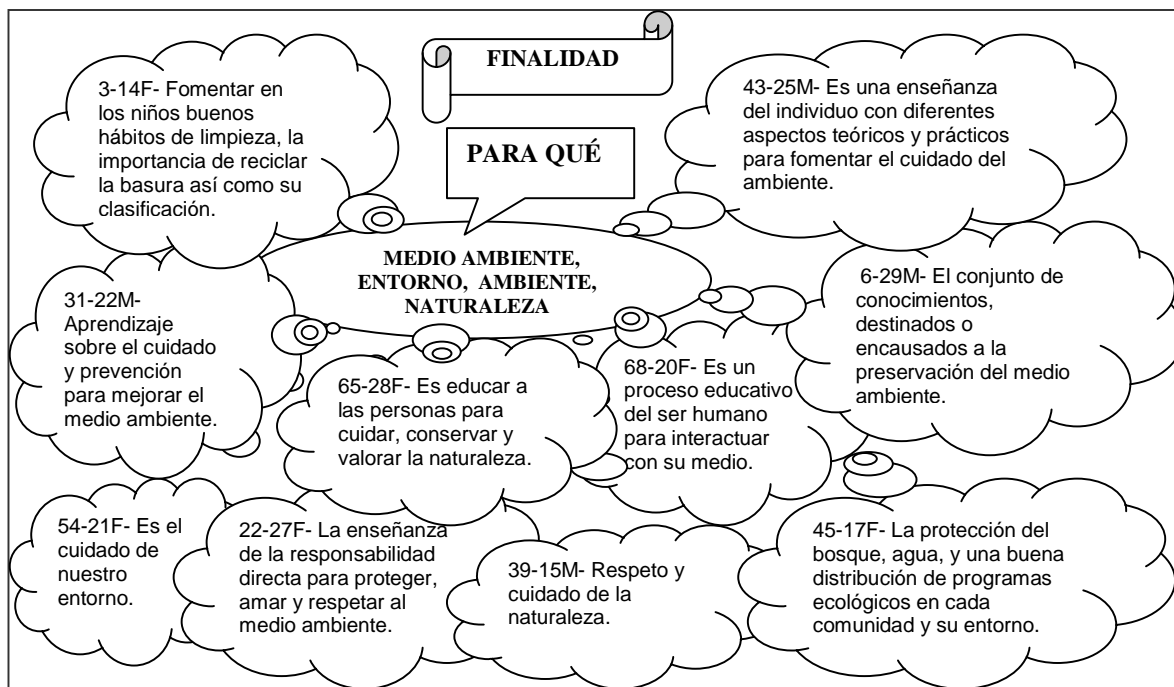 FINALIDAD
PARA QUÉ
MEDIO AMBIENTE,
ENTORNO, AMBIENTE,
NATURALEZA
3-14F- Fomentar en
los niños buenos
hábitos de limpieza, la
importancia de reciclar
la basura así como su
clasificación.
43-25M- Es una enseñanza
del individuo con diferentes
aspectos teóricos y prácticos
para fomentar el cuidado del
ambiente.
31-22M-
Aprendizaje
sobre el cuidado
y prevención
para mejorar el
medio ambiente.
65-28F- Es educar a
las personas para
cuidar, conservar y
valorar la naturaleza.
68-20F- Es un
proceso educativo
del ser humano
para interactuar
con su medio.
6-29M- El conjunto de
conocimientos,
destinados o
encausados a la
preservación del medio
ambiente.
54-21F- Es el
cuidado de
nuestro
entorno.
22-27F- La enseñanza
de la responsabilidad
directa para proteger,
amar y respetar al
medio ambiente.
39-15M- Respeto y
cuidado de la
naturaleza.
45-17F- La protección del
bosque, agua, y una buena
distribución de programas
ecológicos en cada
comunidad y su entorno.